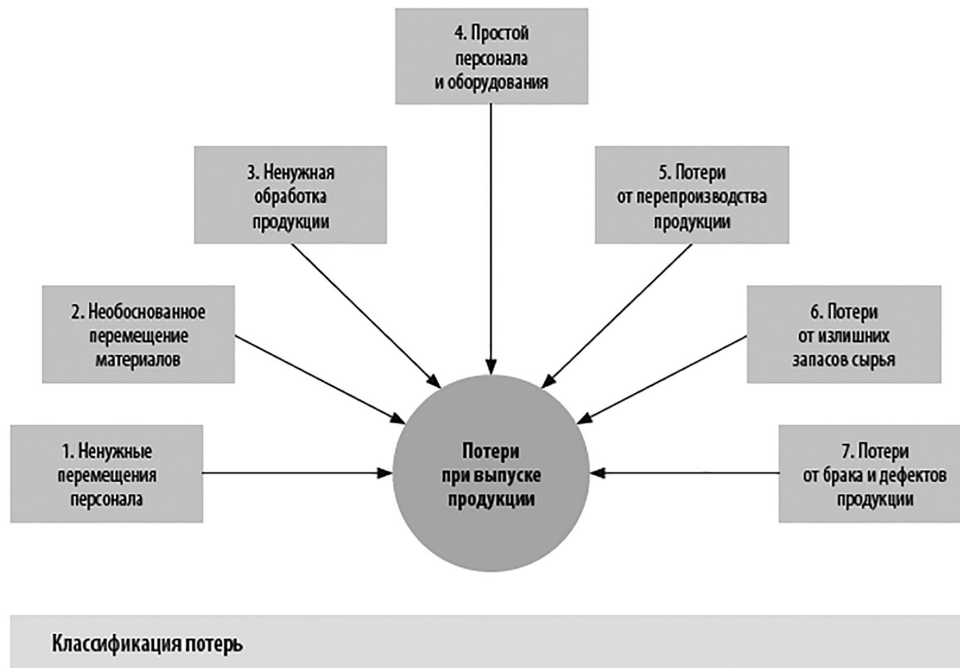 4. Простой
персонала
и оборудования
3. Ненужная
обработка
продукции
5. Потери
от перепроизводства
продукции
2. Необоснованное
перемещение
материалов
6. Потери
от излишних
запасов сырья
1. Ненужные
перемещения
персонала
Потери
при выпуске
продукции
7. Потери
от брака и дефектов
продукции
Классификация потерь